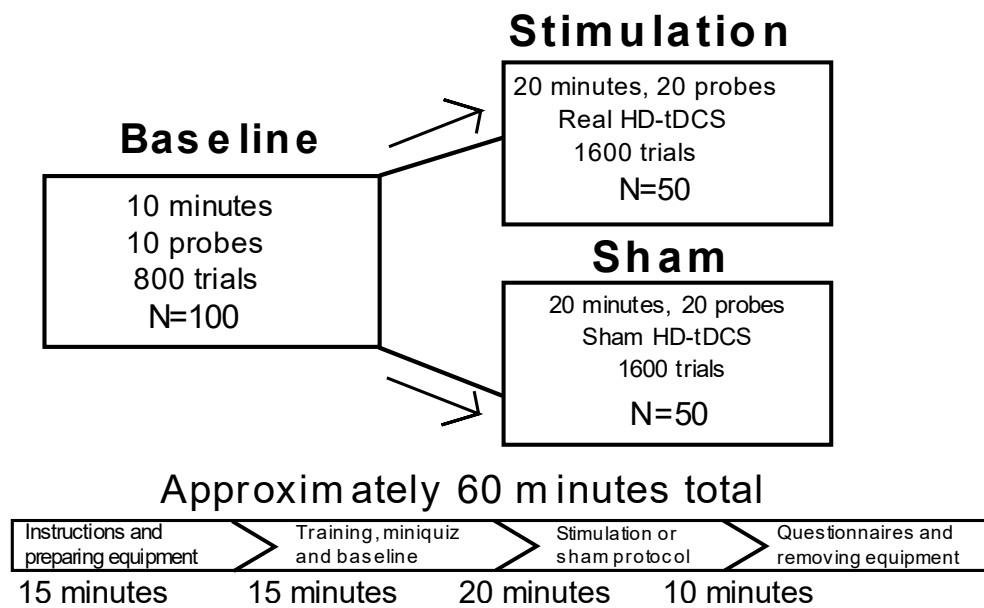 Stimulation
20 minutes, 20 probes
Real HD-tDCS
1600 trials
N=50
Baseline
10 minutes
10 probes
800 trials
N=100
Sham
20 minutes, 20 probes
Sham HD-tDCS
1600 trials
N=50
Approximately 60 minutes total
Instructions and
preparing equipment
Training, miniquiz
and baseline
Stimulation or
sham protocol
Questionnaires and
removing equipment
15 minutes
15 minutes
20 minutes
10 minutes